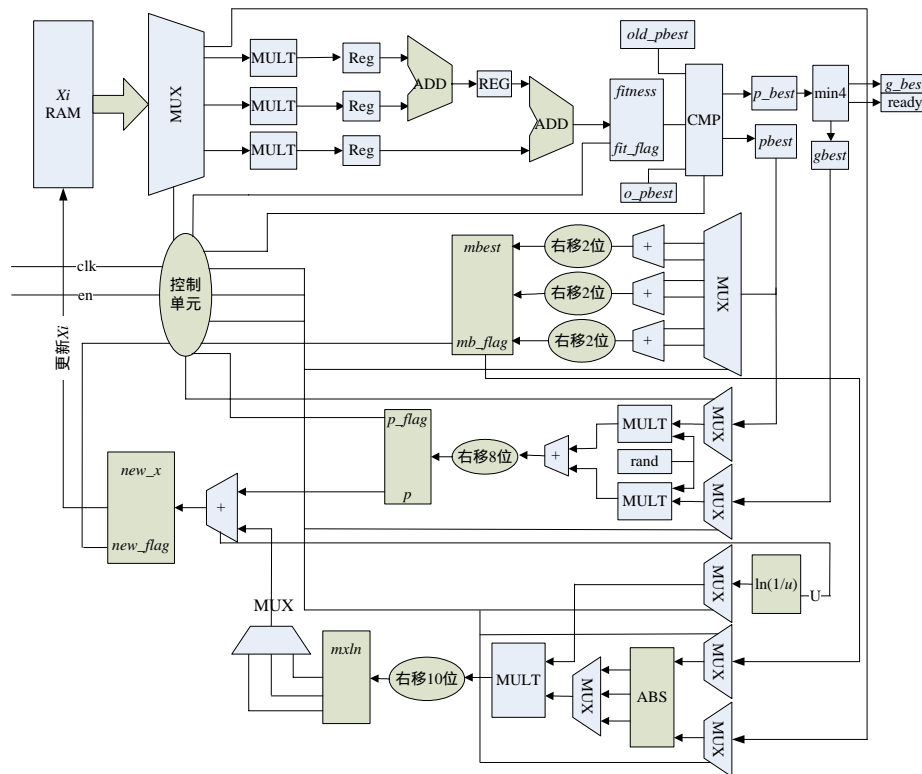 old_pbest
Xi
RAM
MUX
MULT
Reg
ADD
REG
MULT
Reg
ADD
MULT
Reg
fitness
fit_flag
CMP
o_pbest
p_best
min4
g_best
ready
pbest
gbest
clk
en
控制
单元
mbest
mb_flag
右移2位
+
右移2位
+
右移2位
+
MUX
更新Xi
p_flag
p
右移8位
+
MULT
rand
MULT
MUX
MUX
new_x
new_flag
+
MUX
ln(1/u)
U
MUX
mxln
右移10位
MULT
MUX
ABS
MUX
MUX